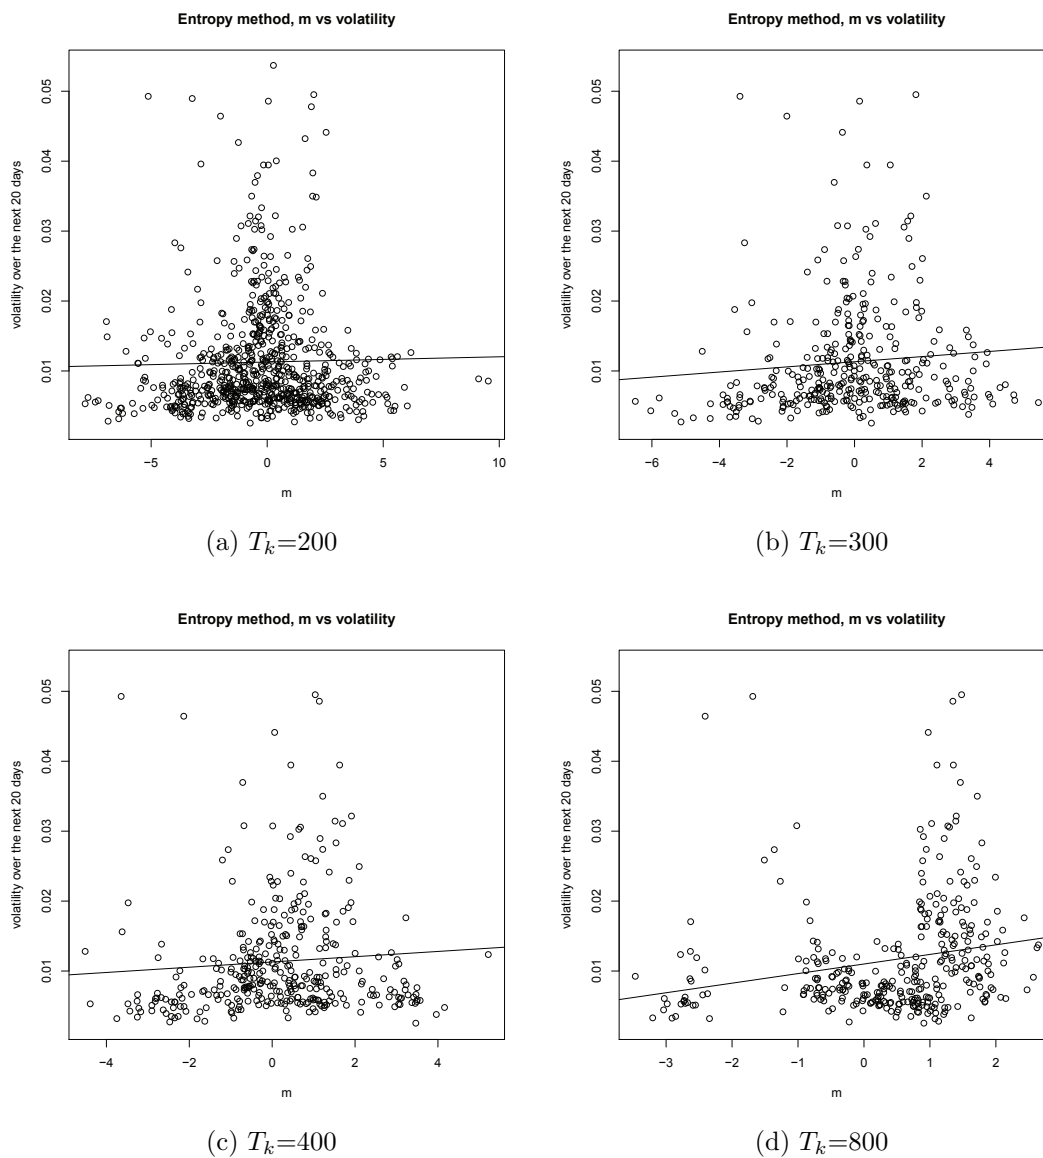 Entropy method, m vs volatility
volatility over the next 20 days
0.05
0.04
0.03
0.02
0.01
−5 0 5 10
m
(a) T_k=200
Entropy method, m vs volatility
volatility over the next 20 days
0.05
0.04
0.03
0.02
0.01
−6 −4 −2 0 2 4
m
(b) T_k=300
Entropy method, m vs volatility
volatility over the next 20 days
0.05
0.04
0.03
0.02
0.01
−4 −2 0 2 4
m
(c) T_k=400
Entropy method, m vs volatility
volatility over the next 20 days
0.05
0.04
0.03
0.02
0.01
−3 −2 −1 0 1 2
m
(d) T_k=800